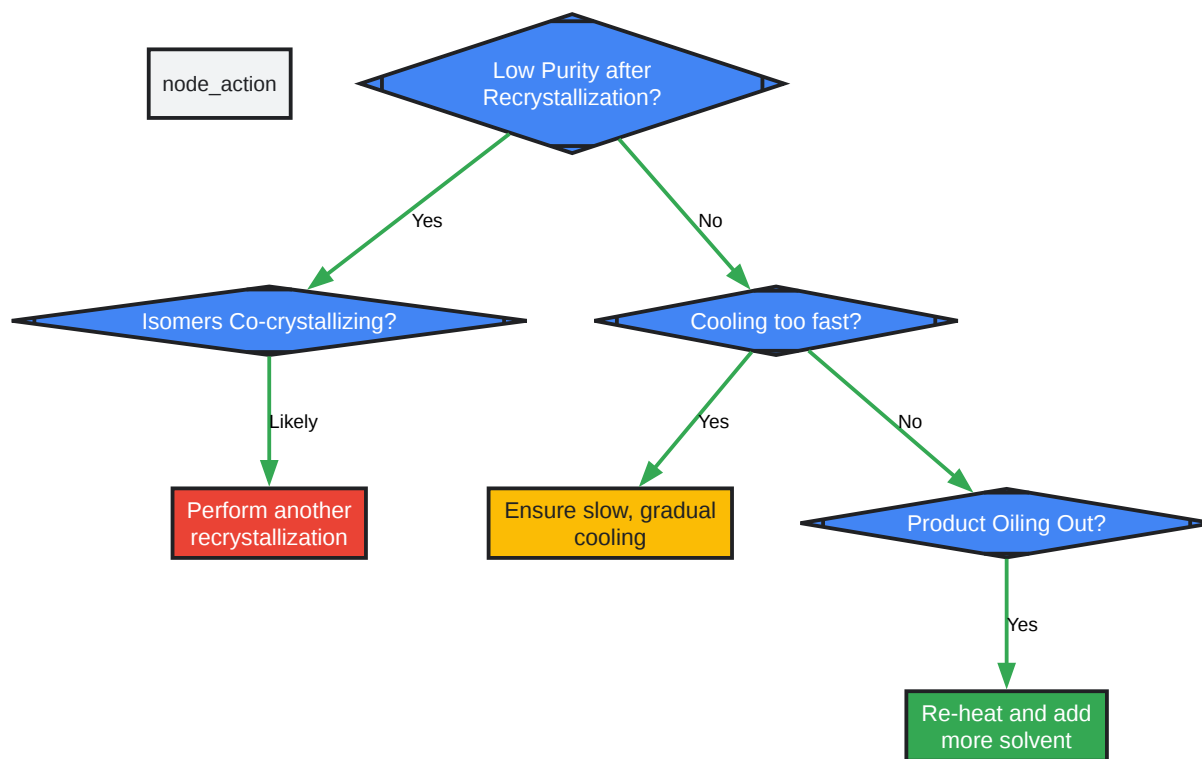 node_action
Low Purity after
Recrystallization?
Yes
No
Isomers Co-crystallizing?
Cooling too fast?
Likely
Yes
No
Perform another
recrystallization
Ensure slow, gradual
cooling
Product Oiling Out?
Yes
Re-heat and add
more solvent